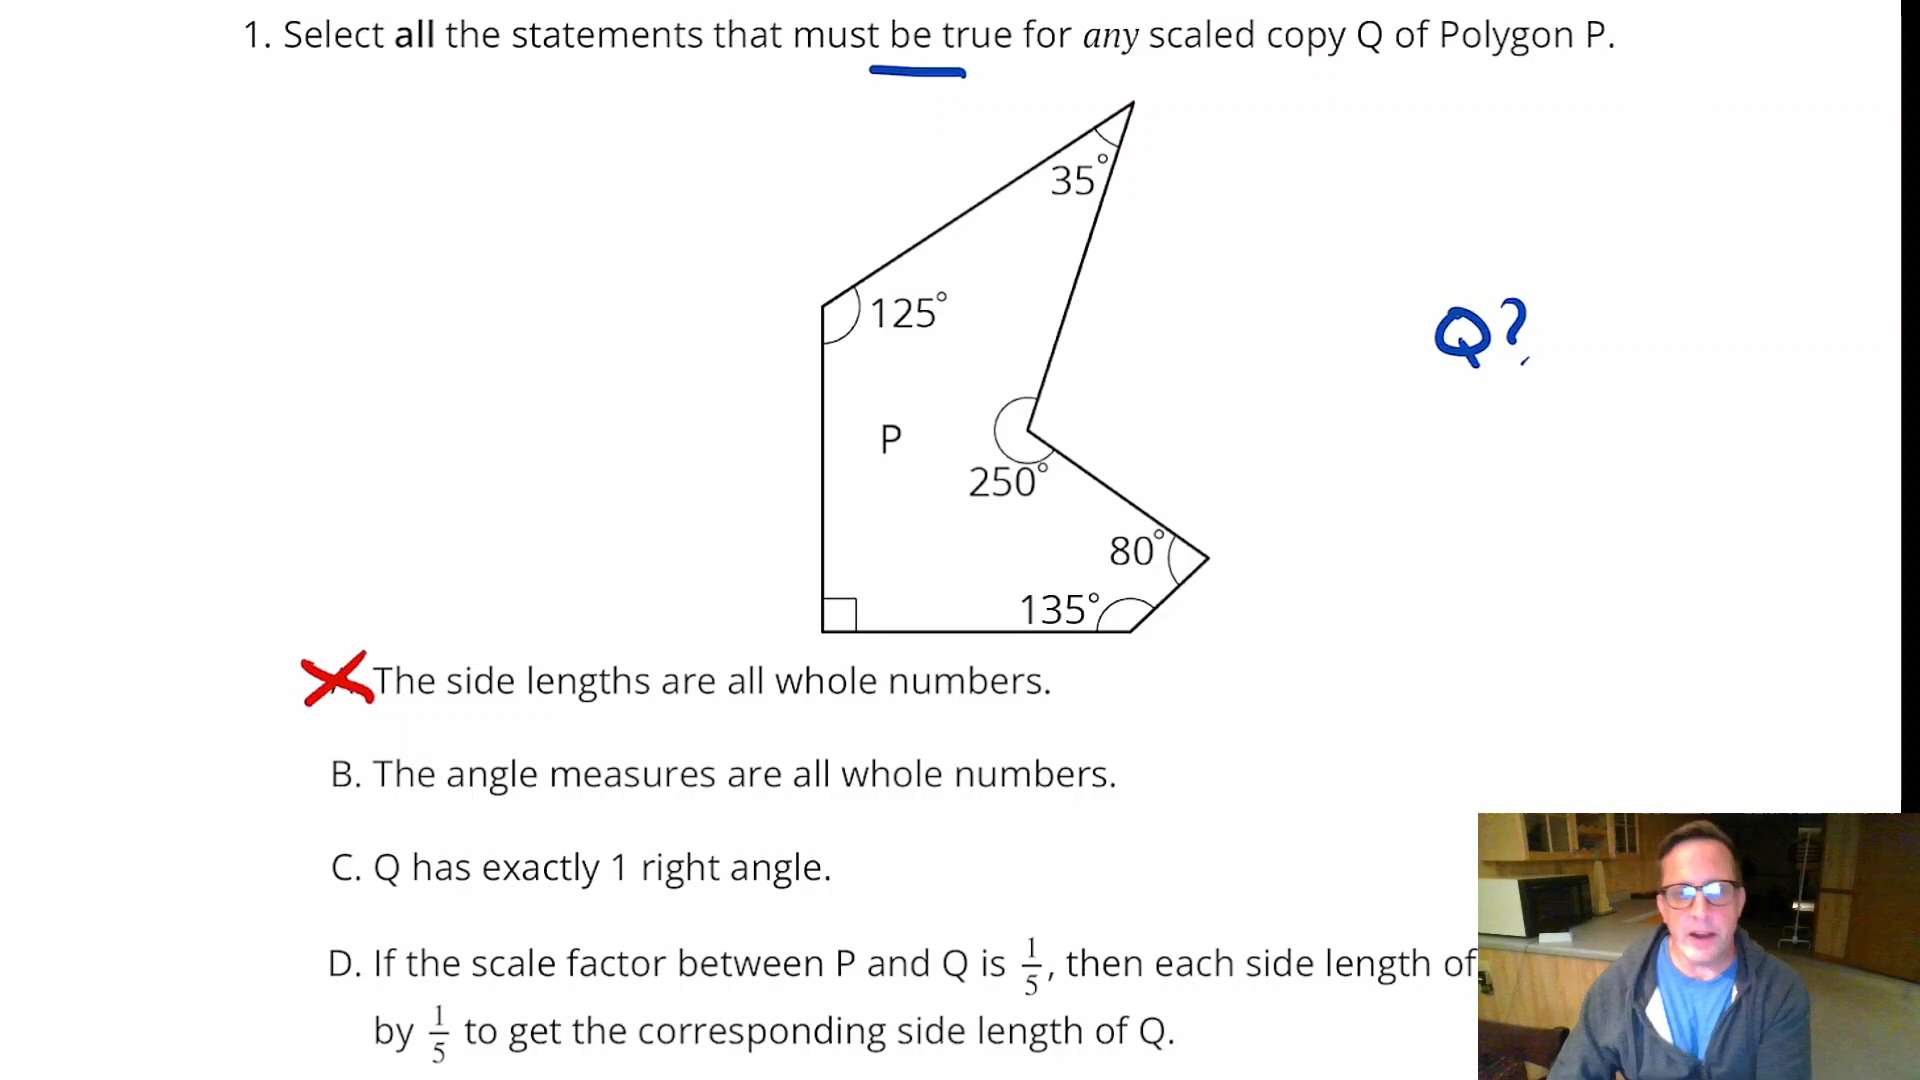 1. Select all the statements that must be true for any scaled copy Q of Polygon P.
35°
125°
Q?
P
250°
80°
135°
The side lengths are all whole numbers.
B. The angle measures are all whole numbers.
C. Q has exactly 1 right angle.
D. If the scale factor between P and Q is 1/5, then each side length of
by 1/5 to get the corresponding side length of Q.